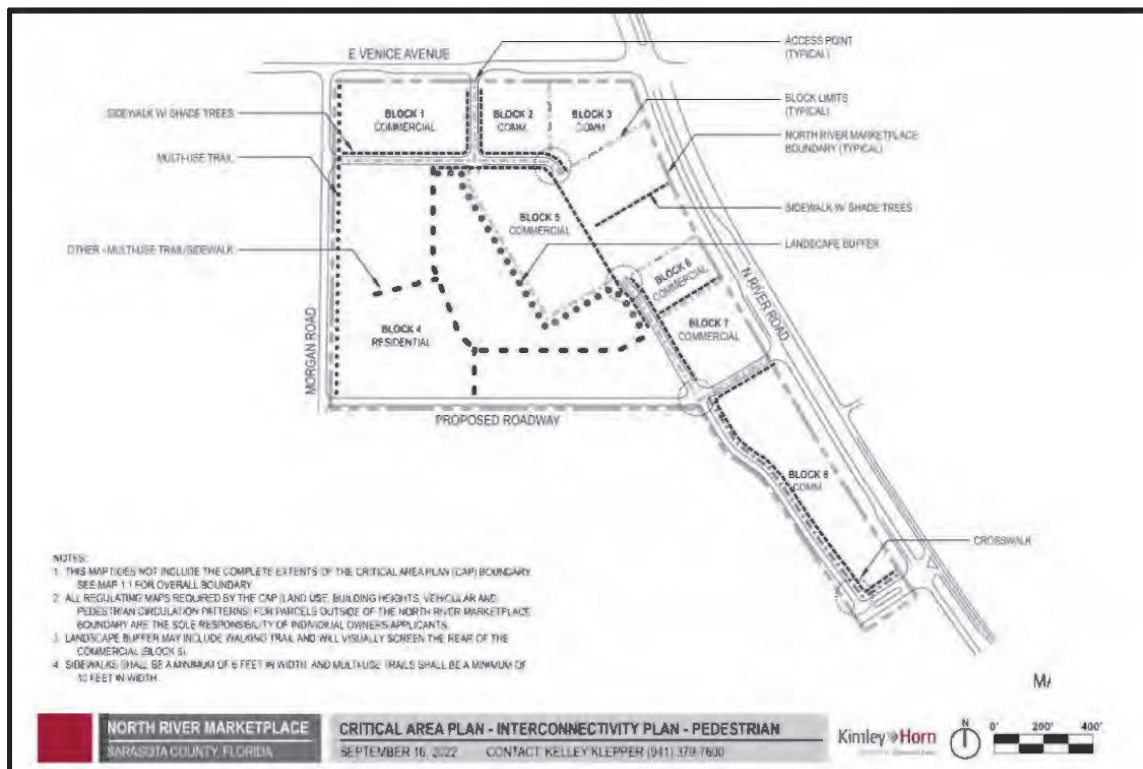 E VENICE AVENUE
ACCESS POINT
(TYPICAL)
BLOCK LIMITS
(TYPICAL)
NORTH RIVER MARKETPLACE
BOUNDARY (TYPICAL)
SIDEWALK W/ SHADE TREES
LANDSCAPE BUFFER
SIDEWALK W/ SHADE TREES
MULTI-USE TRAIL
OTHER - MULTI-USE TRAIL/SIDEWALK
BLOCK 1
COMMERCIAL
BLOCK 2
COMM.
BLOCK 3
COMM.
BLOCK 5
COMMERCIAL
BLOCK 6
COMMERCIAL
BLOCK 7
COMMERCIAL
BLOCK 4
RESIDENTIAL
BLOCK 8
COMM.
MORGAN ROAD
N RIVER ROAD
PROPOSED ROADWAY
CROSSWALK
NOTES:
1. THIS MAP DOES NOT INCLUDE THE COMPLETE EXTENTS OF THE CRITICAL AREA PLAN (CAP) BOUNDARY.
SEE MAP 1.1 FOR OVERALL BOUNDARY.
2. ALL REGULATING MAPS REQUIRED BY THE CAP (LAND USE, BUILDING HEIGHTS, VEHICULAR AND
PEDESTRIAN CIRCULATION PATTERNS) FOR PARCELS OUTSIDE OF THE NORTH RIVER MARKETPLACE
BOUNDARY ARE THE SOLE RESPONSIBILITY OF INDIVIDUAL OWNERS/APPLICANTS.
3. LANDSCAPE BUFFER MAY INCLUDE WALKING TRAIL AND WILL VISUALLY SCREEN THE REAR OF THE
COMMERCIAL (BLOCK 5).
4. SIDEWALKS SHALL BE A MINIMUM OF 6 FEET IN WIDTH AND MULTI-USE TRAILS SHALL BE A MINIMUM OF
10 FEET IN WIDTH.
MA
NORTH RIVER MARKETPLACE
SARASOTA COUNTY, FLORIDA
CRITICAL AREA PLAN - INTERCONNECTIVITY PLAN - PEDESTRIAN
SEPTEMBER 16, 2022 CONTACT: KELLEY KLEPPER (941) 379-7600
Kimley»Horn
N
0' 200' 400'